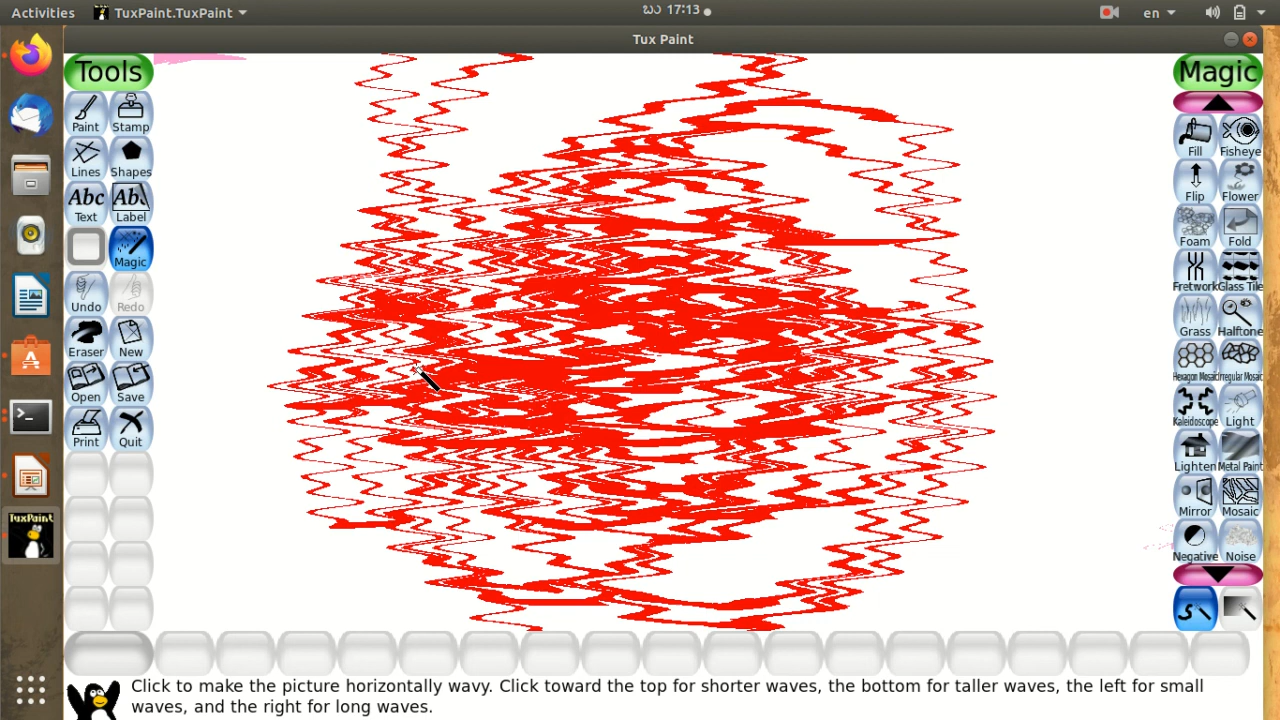 Activities
TuxPaint.TuxPaint
17:13
en
Tux Paint
Tools
Magic
Paint
Stamp
Lines
Shapes
Abc
Text
Abc
Label
Magic
Undo
Redo
Eraser
New
Open
Save
Print
Quit
Fill
Fisheye
Flip
Flower
Foam
Fold
Fretwork
Glass Tile
Grass
Halftone
Hexagon Mosaic
Irregular Mosaic
Kaleidoscope
Light
Lighten
Metal Paint
Mirror
Mosaic
Negative
Noise
TuxPaint
Click to make the picture horizontally wavy. Click toward the top for shorter waves, the bottom for taller waves, the left for small
waves, and the right for long waves.